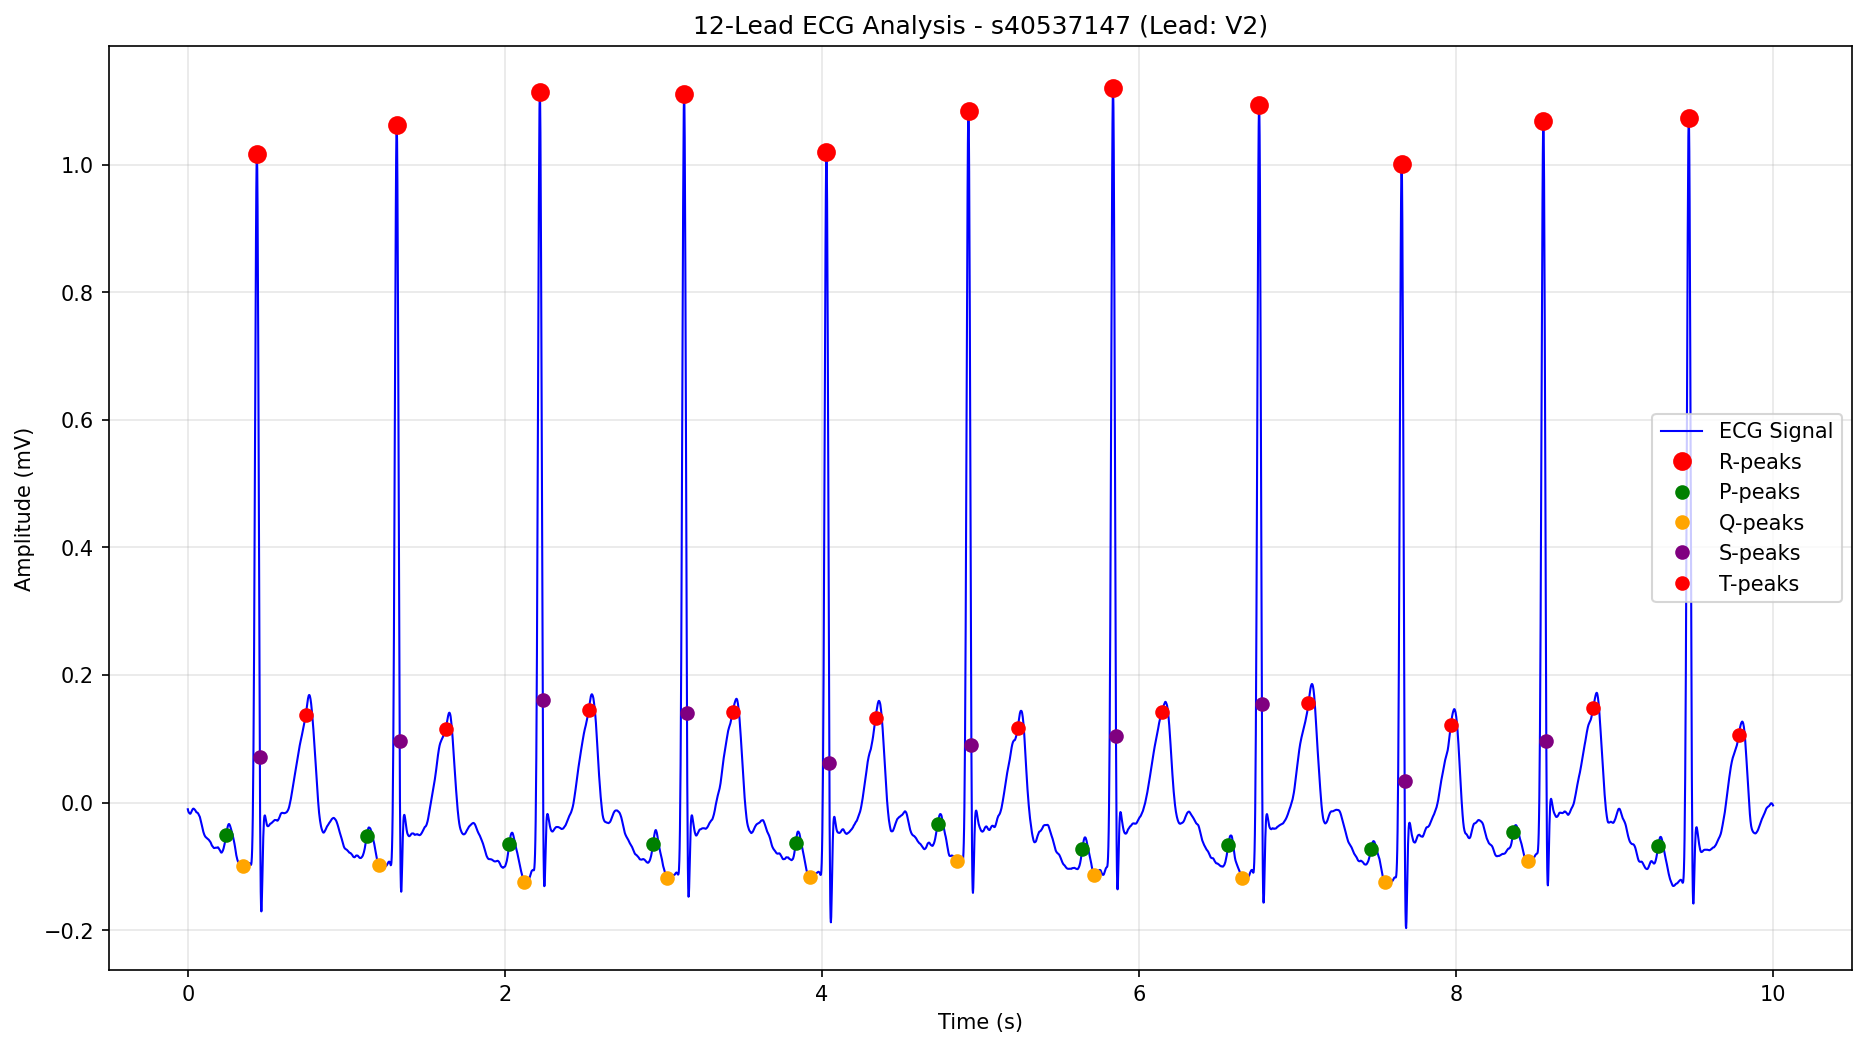 12-Lead ECG Analysis - s40537147 (Lead: V2)
Amplitude (mV)
1.0
0.8
0.6
0.4
0.2
0.0
−0.2
ECG Signal
R-peaks
P-peaks
Q-peaks
S-peaks
T-peaks
0 2 4 6 8 10
Time (s)